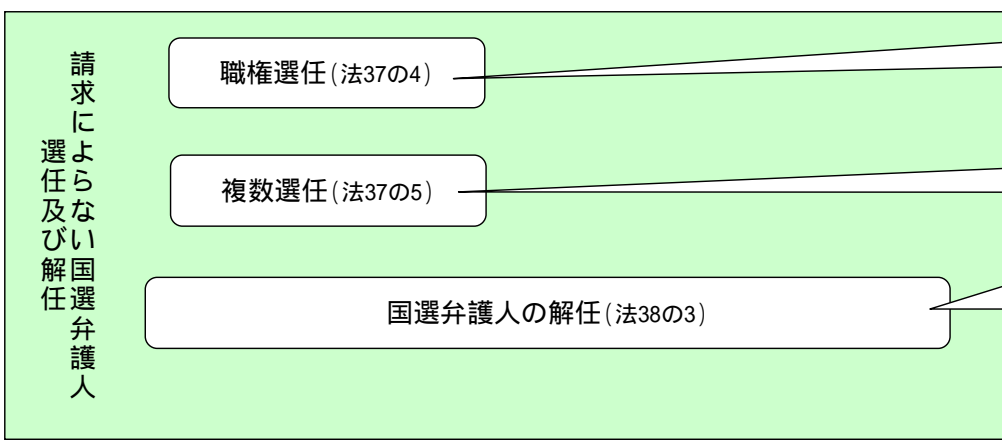 請求によらない国選弁護人
選任及び解任
職権選任(法37の4)
複数選任(法37の5)
国選弁護人の解任(法38の3)